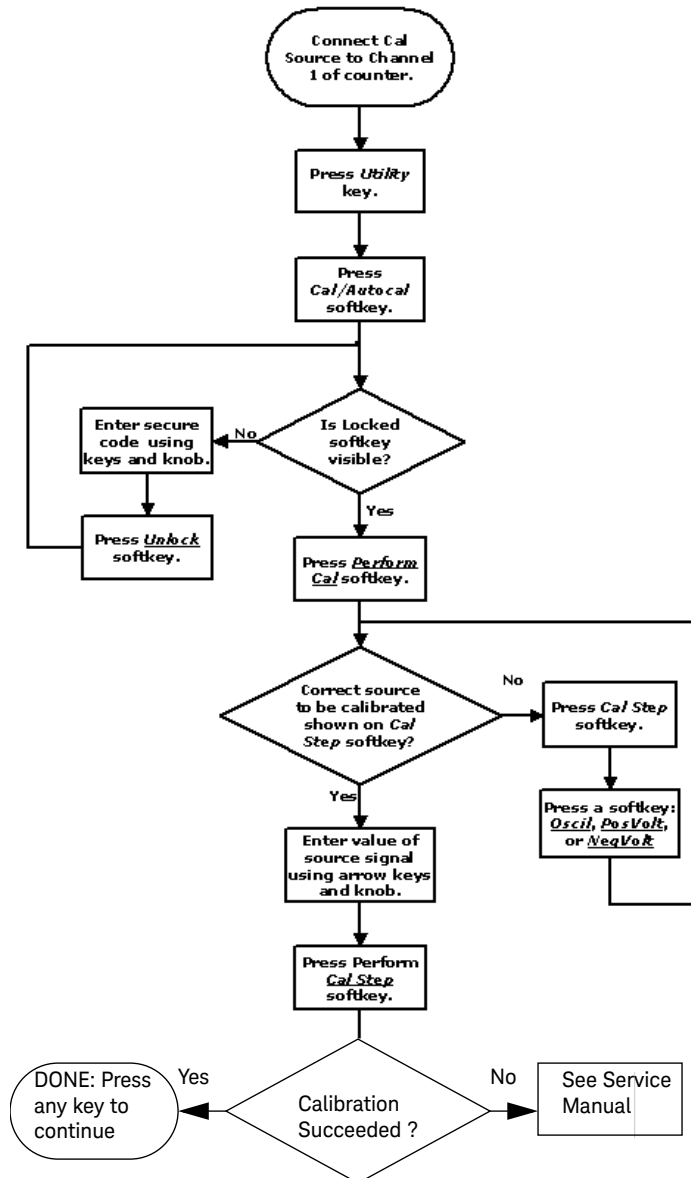 Connect Cal
Source to Channel
1 of counter.
Press Utility
key.
Press
Cal/Autocal
softkey.
Is Locked
softkey
visible?
No
Enter secure
code using
keys and knob.
Press Unlock
softkey.
Yes
Press Perform
Cal softkey.
Correct source
to be calibrated
shown on Cal
Step softkey?
No
Press Cal Step
softkey.
Press a softkey:
Oscil, PosVolt,
or NegVolt
Yes
Enter value of
source signal
using arrow keys
and knob.
Press Perform
Cal Step
softkey.
Calibration
Succeeded ?
Yes
DONE: Press
any key to
continue
No
See Service
Manual